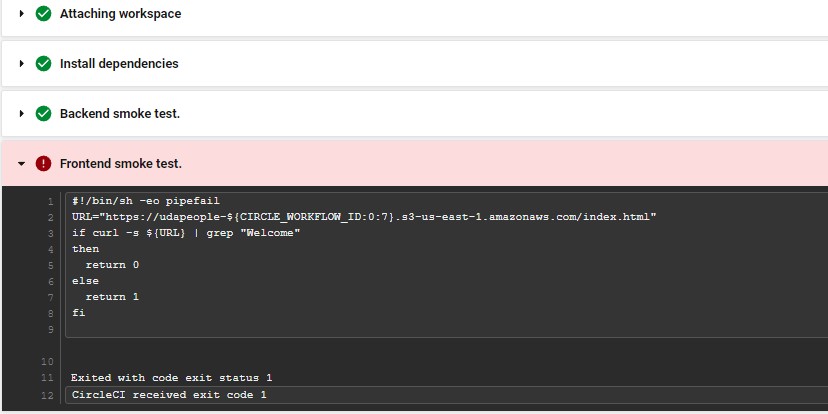 Attaching workspace
Install dependencies
Backend smoke test.
Frontend smoke test.
1 #!/bin/sh -eo pipefail
2 URL="https://udapeople-${CIRCLE_WORKFLOW_ID:0:7}.s3-us-east-1.amazonaws.com/index.html"
3 if curl -s ${URL} | grep "Welcome"
4 then
5   return 0
6 else
7   return 1
8 fi
9
10
11 Exited with code exit status 1
12 CircleCI received exit code 1